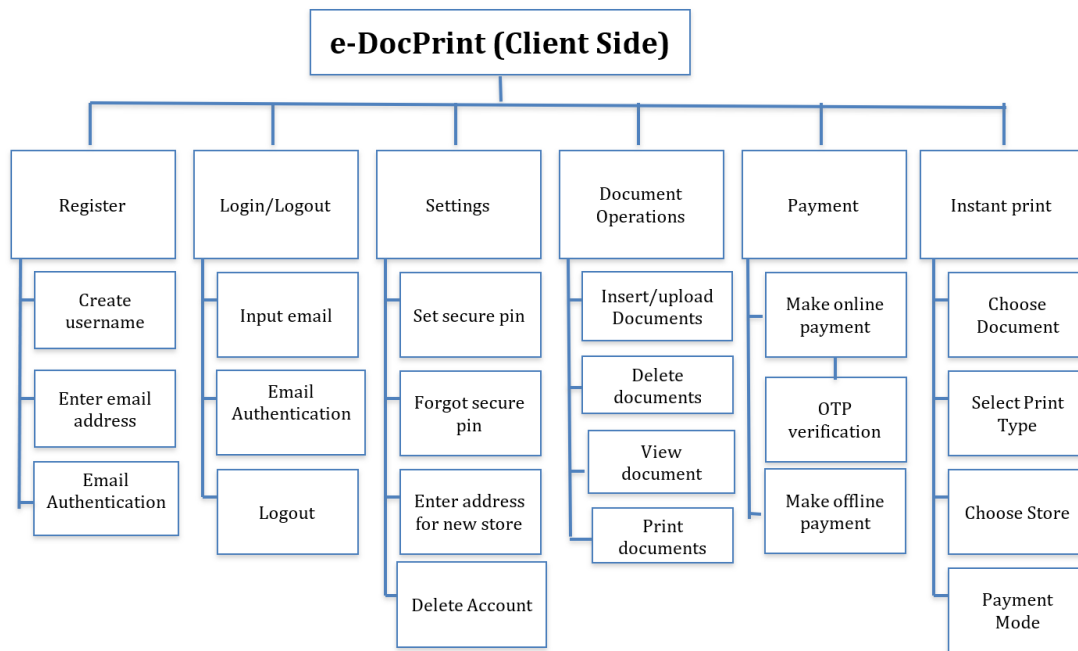 e-DocPrint (Client Side)
Register
Login/Logout
Settings
Document
Operations
Payment
Instant print
Create
username
Enter email
address
Email
Authentication
Input email
Email
Authentication
Logout
Set secure pin
Forgot secure
pin
Enter address
for new store
Delete Account
Insert/upload
Documents
Delete
documents
View
document
Print
documents
Make online
payment
OTP
verification
Make offline
payment
Choose
Document
Select Print
Type
Choose Store
Payment
Mode